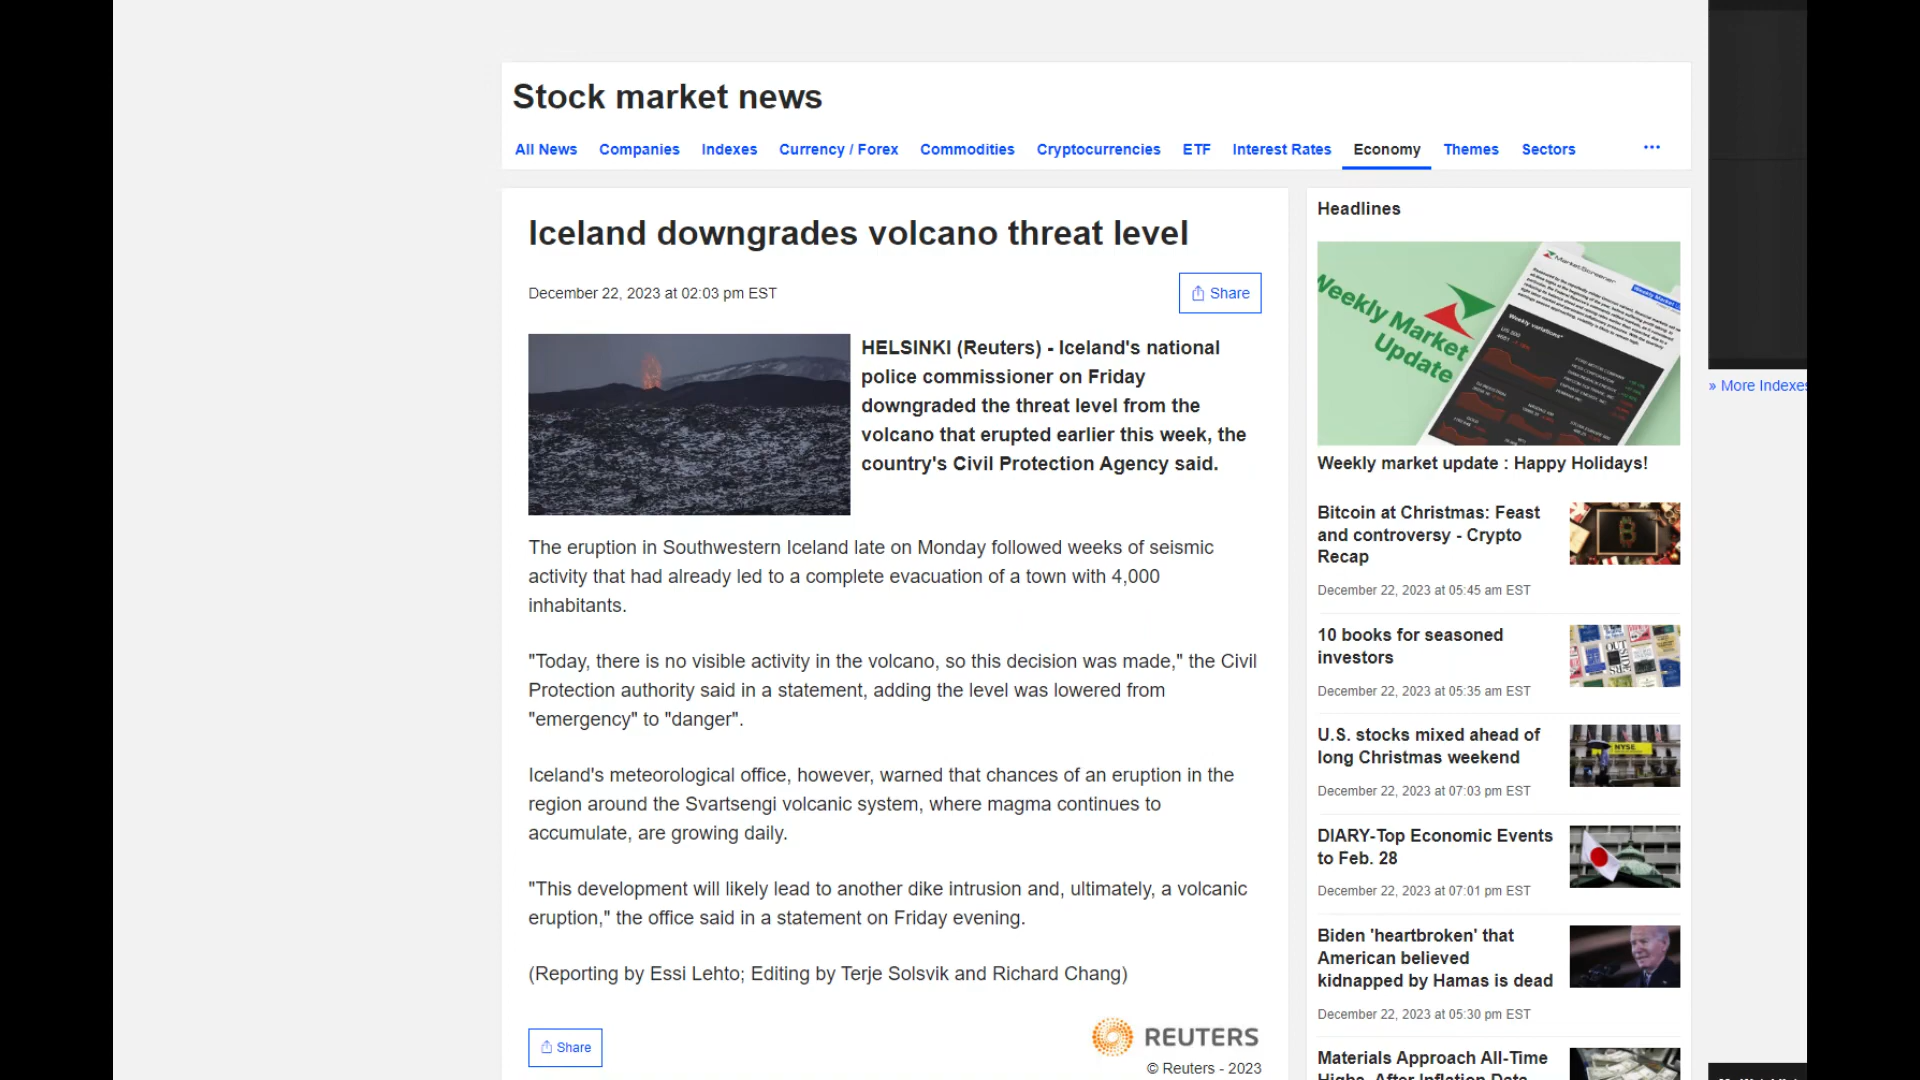 Stock market news
All News Companies Indexes Currency / Forex Commodities Cryptocurrencies ETF Interest Rates Economy Themes Sectors ...
Iceland downgrades volcano threat level
December 22, 2023 at 02:03 pm EST
Share
HELSINKI (Reuters) - Iceland's national
police commissioner on Friday
downgraded the threat level from the
volcano that erupted earlier this week, the
country's Civil Protection Agency said.
The eruption in Southwestern Iceland late on Monday followed weeks of seismic
activity that had already led to a complete evacuation of a town with 4,000
inhabitants.
"Today, there is no visible activity in the volcano, so this decision was made," the Civil
Protection authority said in a statement, adding the level was lowered from
"emergency" to "danger".
Iceland's meteorological office, however, warned that chances of an eruption in the
region around the Svartsengi volcanic system, where magma continues to
accumulate, are growing daily.
"This development will likely lead to another dike intrusion and, ultimately, a volcanic
eruption," the office said in a statement on Friday evening.
(Reporting by Essi Lehto; Editing by Terje Solsvik and Richard Chang)
Share
REUTERS
© Reuters - 2023
Headlines
Weekly Market
Update
MarketScreener
Weekly market update : Happy Holidays!
Bitcoin at Christmas: Feast
and controversy - Crypto
Recap
December 22, 2023 at 05:45 am EST
10 books for seasoned
investors
December 22, 2023 at 05:35 am EST
U.S. stocks mixed ahead of
long Christmas weekend
December 22, 2023 at 07:03 pm EST
NYSE
DIARY-Top Economic Events
to Feb. 28
December 22, 2023 at 07:01 pm EST
Biden 'heartbroken' that
American believed
kidnapped by Hamas is dead
December 22, 2023 at 05:30 pm EST
Materials Approach All-Time
Highs, After Inflation Data
» More Indexes